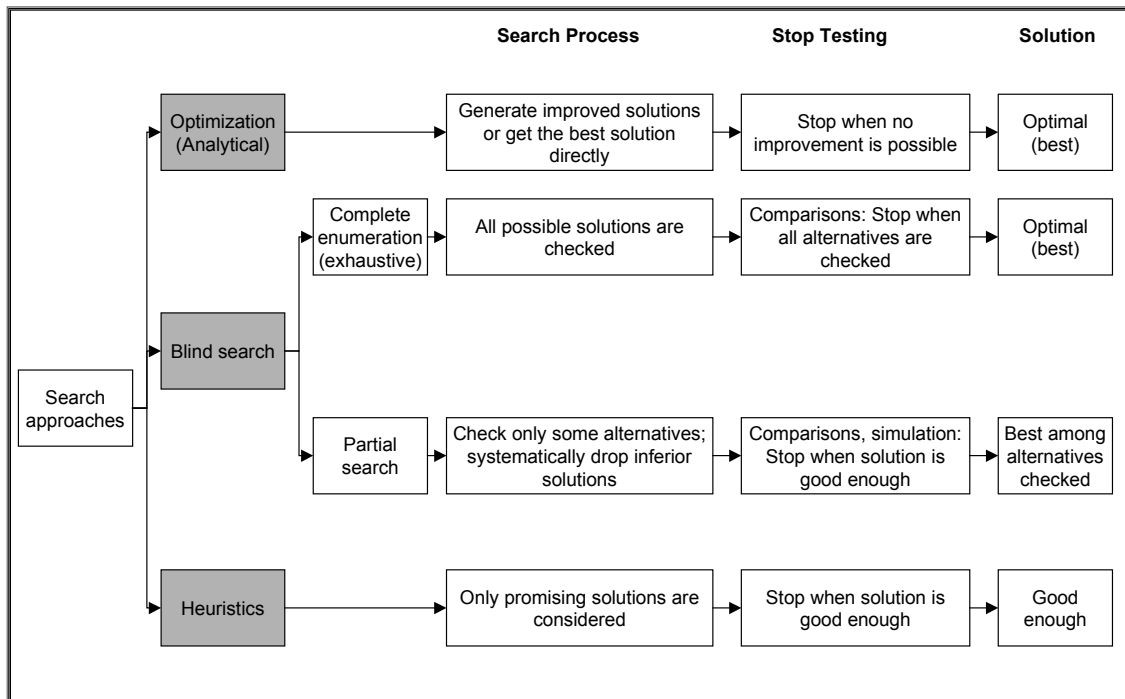 Search Process
Stop Testing
Solution
Optimization
(Analytical)
Generate improved solutions
or get the best solution
directly
Stop when no
improvement is possible
Optimal
(best)
Complete
enumeration
(exhaustive)
All possible solutions are
checked
Comparisons: Stop when
all alternatives are
checked
Optimal
(best)
Blind search
Search
approaches
Partial
search
Check only some alternatives;
systematically drop inferior
solutions
Comparisons, simulation:
Stop when solution is
good enough
Best among
alternatives
checked
Heuristics
Only promising solutions are
considered
Stop when solution is
good enough
Good
enough